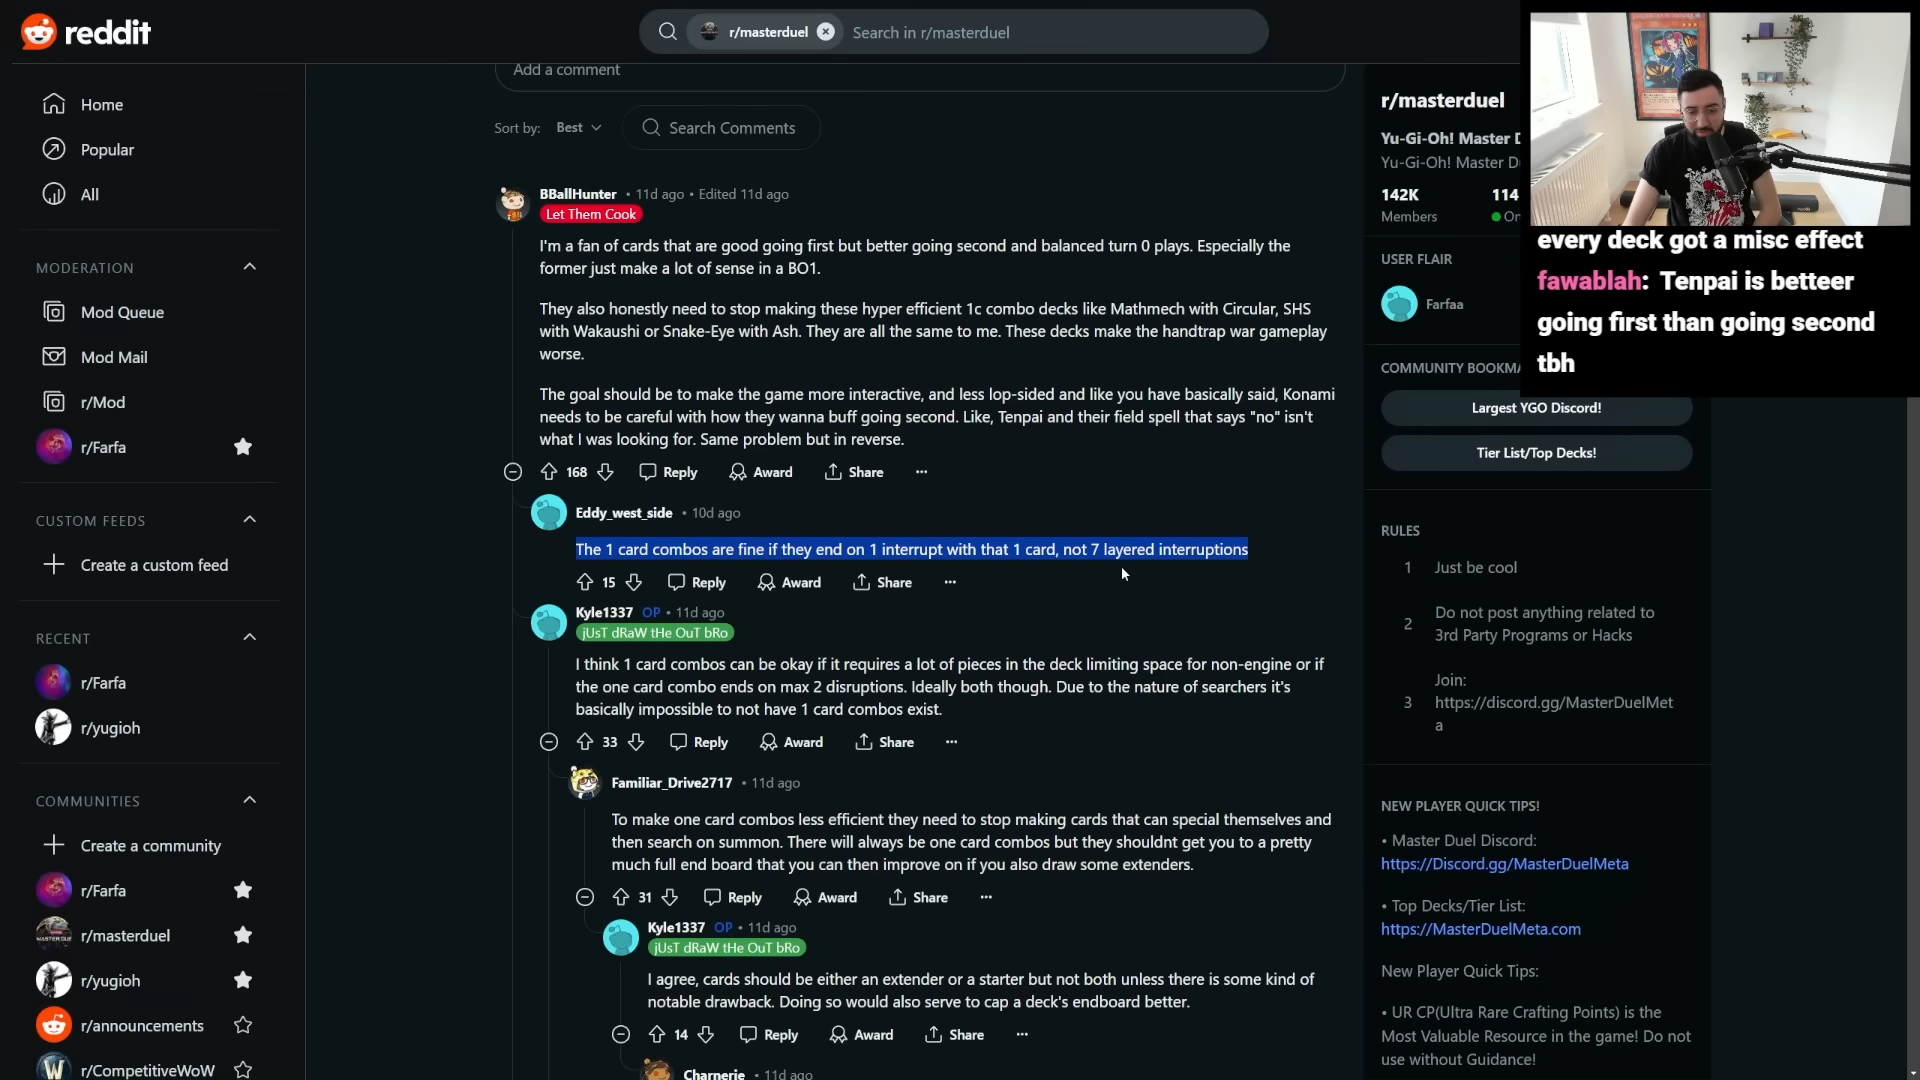 reddit
r/masterduel
Search in r/masterduel
Home
Popular
All
MODERATION
Mod Queue
Mod Mail
r/Mod
r/Farfa
CUSTOM FEEDS
Create a custom feed
RECENT
r/Farfa
r/yugioh
COMMUNITIES
Create a community
r/Farfa
r/masterduel
r/yugioh
r/announcements
r/CompetitiveWoW
Add a comment
Sort by: Best
Search Comments
BBallHunter • 11d ago • Edited 11d ago
Let Them Cook
I'm a fan of cards that are good going first but better going second and balanced turn 0 plays. Especially the
former just make a lot of sense in a BO1.
They also honestly need to stop making these hyper efficient 1c combo decks like Mathmech with Circular, SHS
with Wakaushi or Snake-Eye with Ash. They are all the same to me. These decks make the handtrap war gameplay
worse.
The goal should be to make the game more interactive, and less lop-sided and like you have basically said, Konami
needs to be careful with how they wanna buff going second. Like, Tenpai and their field spell that says "no" isn't
what I was looking for. Same problem but in reverse.
168 Reply Award Share
Eddy_west_side • 10d ago
The 1 card combos are fine if they end on 1 interrupt with that 1 card, not 7 layered interruptions
15 Reply Award Share
Kyle1337 OP • 11d ago
jUsT dRaW tHe OuT bRo
I think 1 card combos can be okay if it requires a lot of pieces in the deck limiting space for non-engine or if
the one card combo ends on max 2 disruptions. Ideally both though. Due to the nature of searchers it's
basically impossible to not have 1 card combos exist.
33 Reply Award Share
Familiar_Drive2717 • 11d ago
To make one card combos less efficient they need to stop making cards that can special themselves and
then search on summon. There will always be one card combos but they shouldnt get you to a pretty
much full end board that you can then improve on if you also draw some extenders.
31 Reply Award Share
Kyle1337 OP • 11d ago
jUsT dRaW tHe OuT bRo
I agree, cards should be either an extender or a starter but not both unless there is some kind of
notable drawback. Doing so would also serve to cap a deck's endboard better.
14 Reply Award Share
Charnerie • 11d ago
r/masterduel
Yu-Gi-Oh! Master D
Yu-Gi-Oh! Master Du
142K 114
Members On
USER FLAIR
Farfaa
COMMUNITY BOOKMA
Largest YGO Discord!
Tier List/Top Decks!
RULES
1 Just be cool
2 Do not post anything related to
3rd Party Programs or Hacks
3 Join:
https://discord.gg/MasterDuelMet
a
NEW PLAYER QUICK TIPS!
• Master Duel Discord:
https://Discord.gg/MasterDuelMeta
• Top Decks/Tier List:
https://MasterDuelMeta.com
New Player Quick Tips:
• UR CP(Ultra Rare Crafting Points) is the
Most Valuable Resource in the game! Do not
use without Guidance!
every deck got a misc effect
fawablah: Tenpai is betteer
going first than going second
tbh